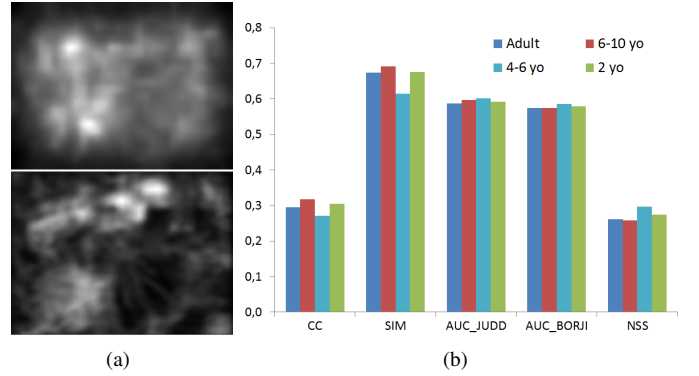 0,8
0,7
0,6
0,5
0,4
0,3
0,2
0,1
0,0
Adult
6-10 yo
4-6 yo
2 yo
CC
SIM
AUC_JUDD
AUC_BORJI
NSS
(a)
(b)